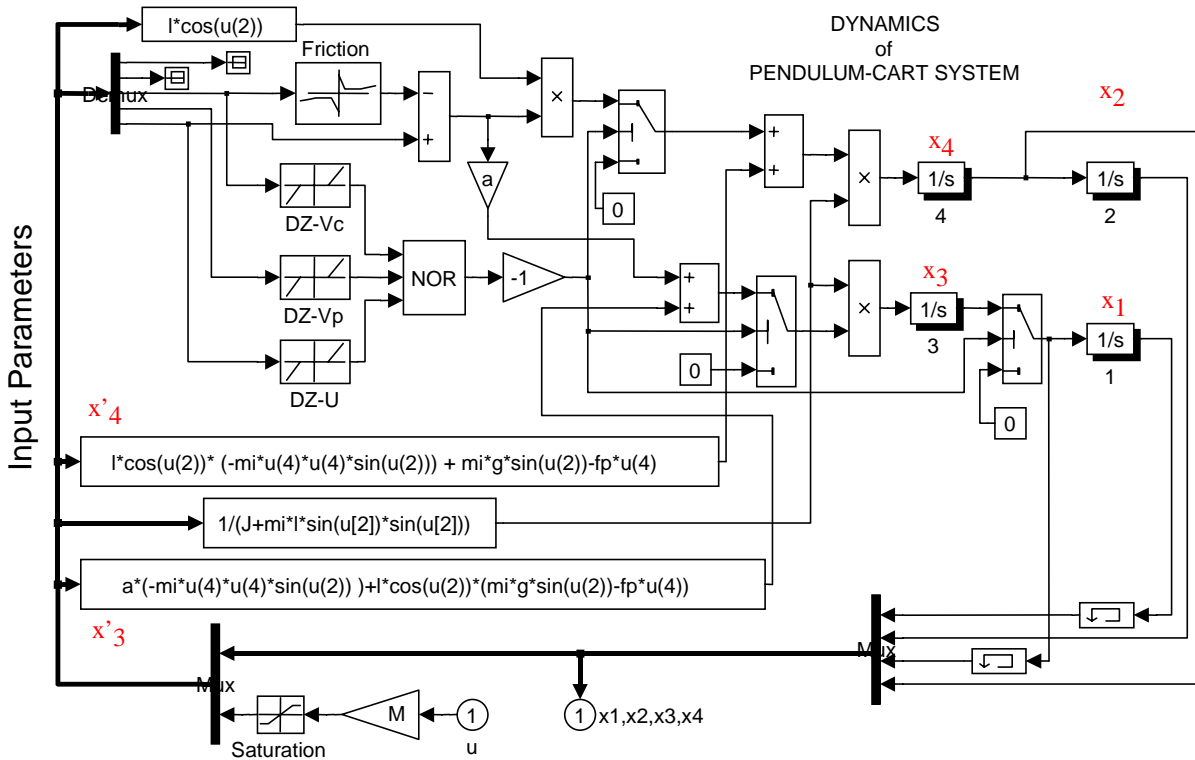 l*cos(u(2))
DYNAMICS
of
PENDULUM-CART SYSTEM
Friction
Demux
−
+
×
+
+
×
x4
1/s
4
x2
1/s
2
a
0
DZ-Vc
DZ-Vp
DZ-U
NOR
-1
+
+
0
×
x3
1/s
3
x1
1/s
1
0
Input Parameters
x'4
l*cos(u(2))* (-mi*u(4)*u(4)*sin(u(2))) + mi*g*sin(u(2))-fp*u(4)
1/(J+mi*l*sin(u[2])*sin(u[2]))
a*(-mi*u(4)*u(4)*sin(u(2)) )+l*cos(u(2))*(mi*g*sin(u(2))-fp*u(4))
x'3
Mux
Mux
Saturation
M
1
u
1
x1,x2,x3,x4